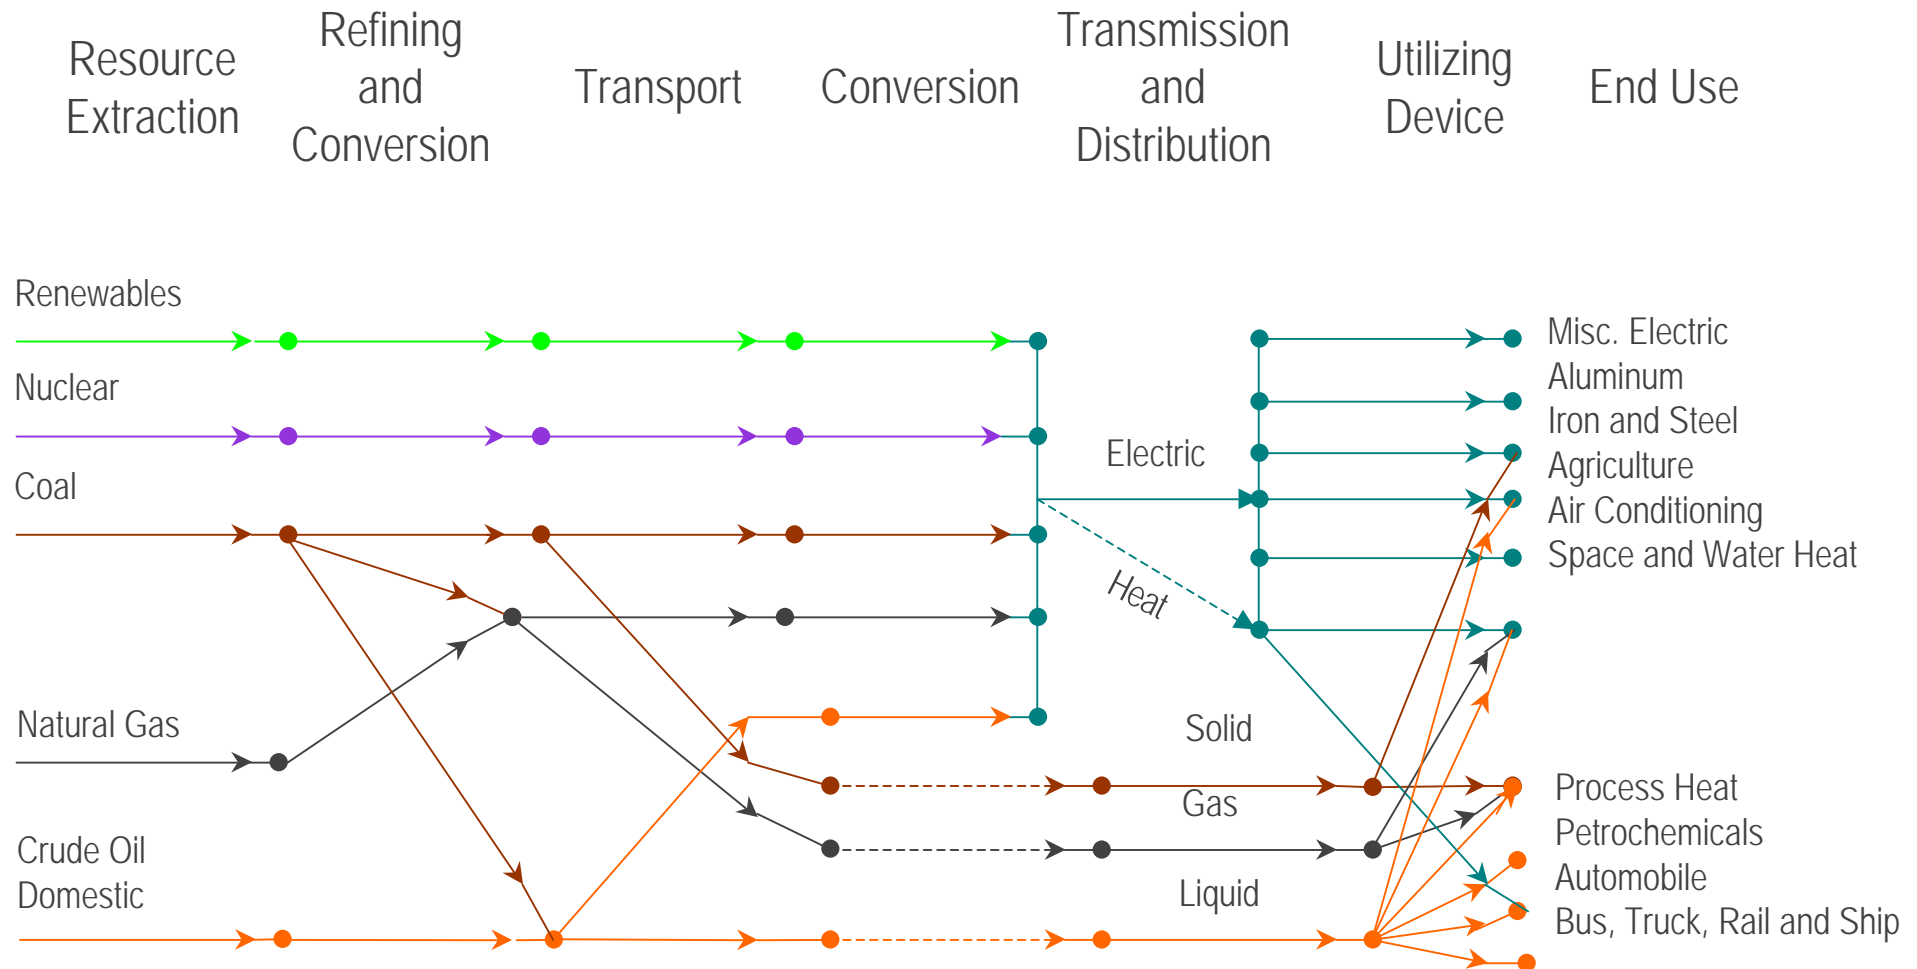 Resource
Extraction
Refining
and
Conversion
Transport
Conversion
Transmission
and
Distribution
Utilizing
Device
End Use
Renewables
Nuclear
Coal
Natural Gas
Crude Oil
Domestic
Electric
Heat
Solid
Gas
Liquid
Misc. Electric
Aluminum
Iron and Steel
Agriculture
Air Conditioning
Space and Water Heat
Process Heat
Petrochemicals
Automobile
Bus, Truck, Rail and Ship